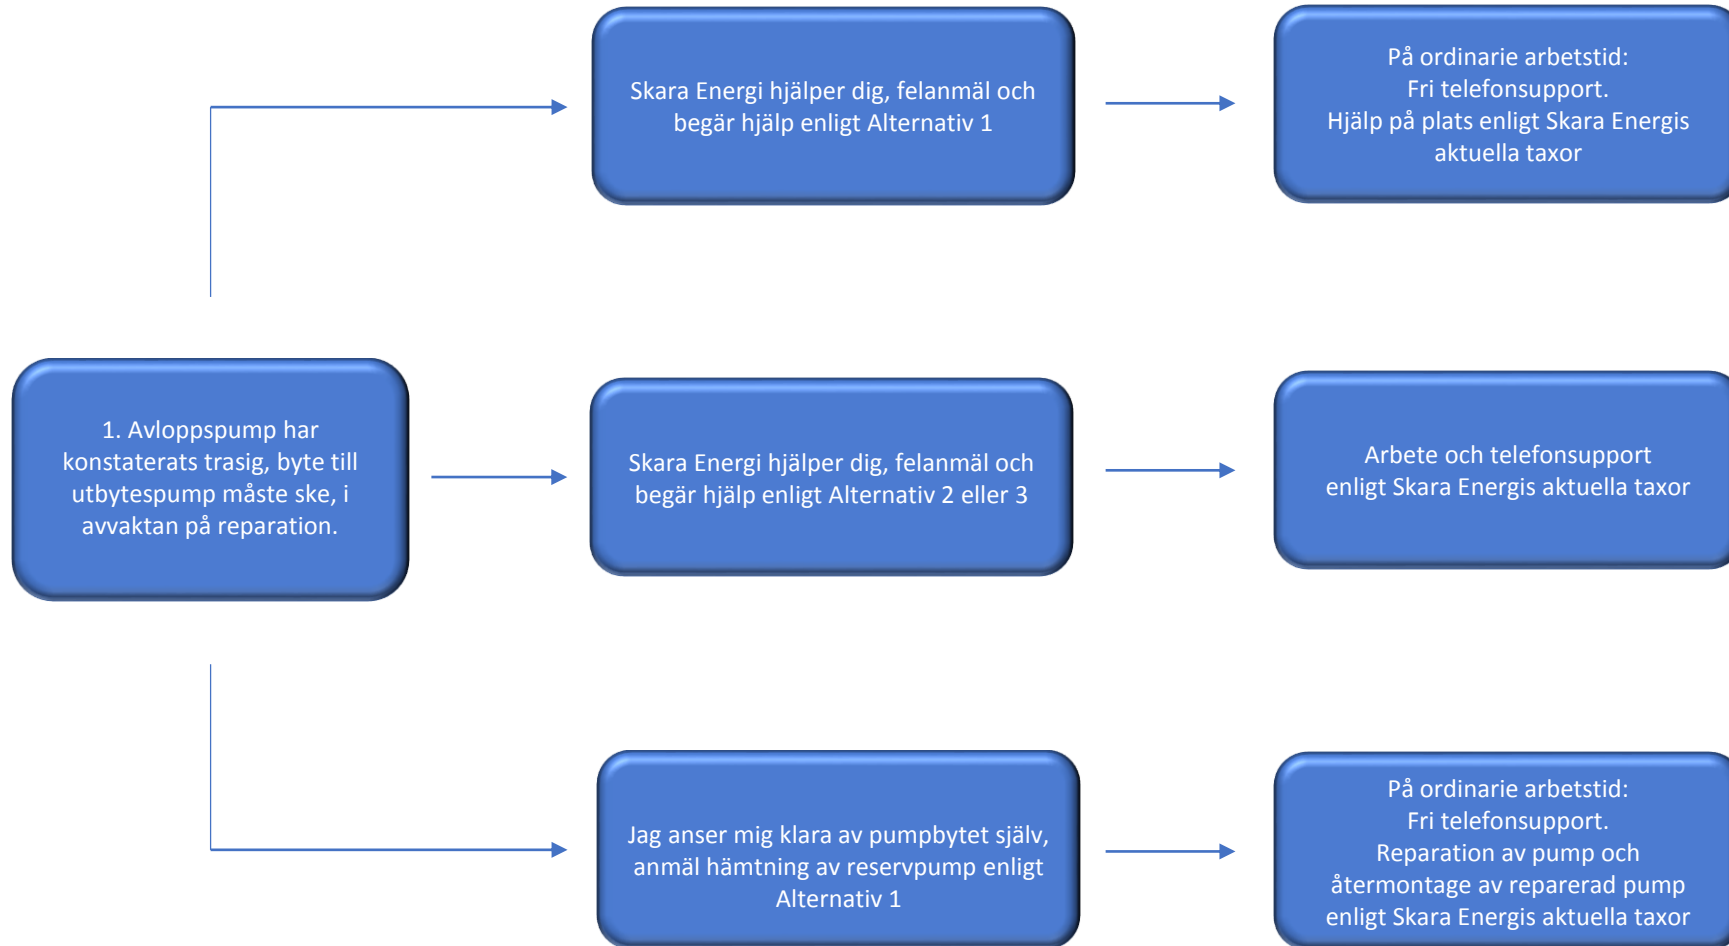 Skara Energi hjälper dig, felanmäl och
begär hjälp enligt Alternativ 1
På ordinarie arbetstid:
Fri telefonsupport.
Hjälp på plats enligt Skara Energis
aktuella taxor
1. Avloppspump har
konstaterats trasig, byte till
utbytespump måste ske, i
avvaktan på reparation.
Skara Energi hjälper dig, felanmäl och
begär hjälp enligt Alternativ 2 eller 3
Arbete och telefonsupport
enligt Skara Energis aktuella taxor
Jag anser mig klara av pumpbytet själv,
anmäl hämtning av reservpump enligt
Alternativ 1
På ordinarie arbetstid:
Fri telefonsupport.
Reparation av pump och
återmontage av reparerad pump
enligt Skara Energis aktuella taxor